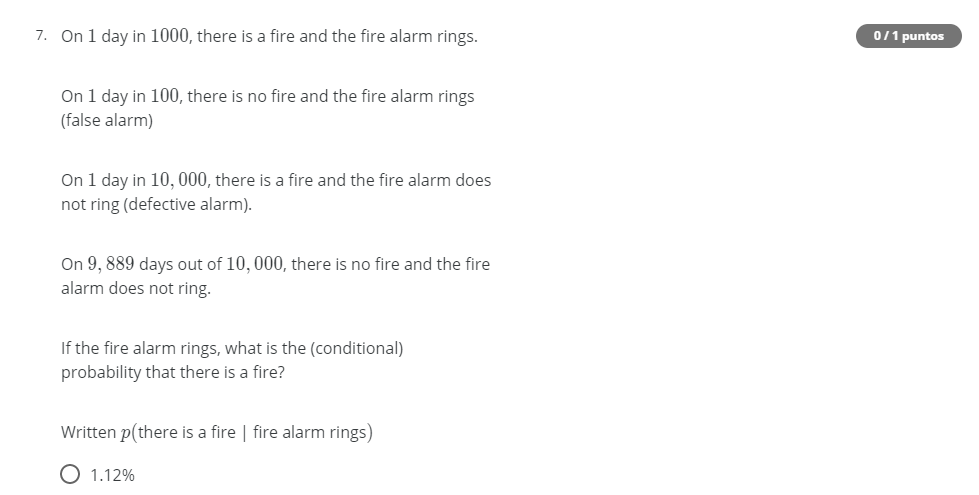 7. On 1 day in 1000, there is a fire and the fire alarm rings.
0 / 1 puntos
On 1 day in 100, there is no fire and the fire alarm rings
(false alarm)
On 1 day in 10, 000, there is a fire and the fire alarm does
not ring (defective alarm).
On 9, 889 days out of 10, 000, there is no fire and the fire
alarm does not ring.
If the fire alarm rings, what is the (conditional)
probability that there is a fire?
Written p(there is a fire | fire alarm rings)
1.12%